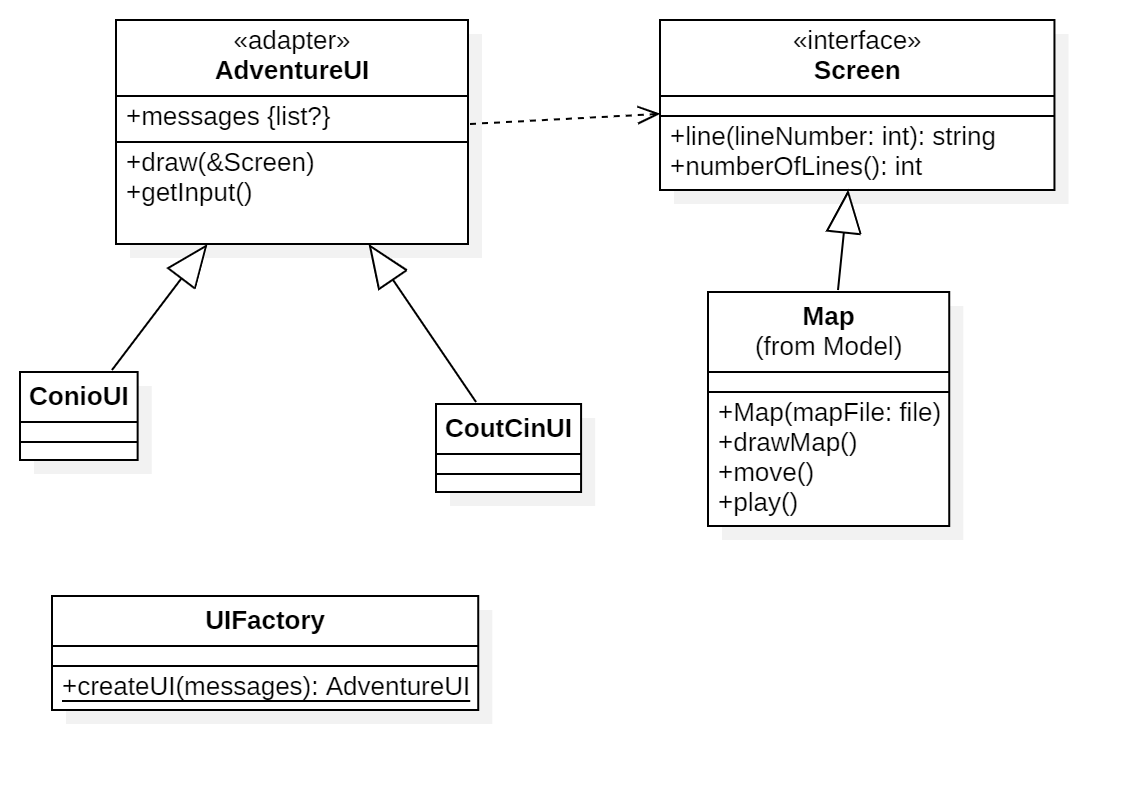 «adapter»
AdventureUI
+messages {list?}
+draw(&Screen)
+getInput()
«interface»
Screen
+line(lineNumber: int): string
+numberOfLines(): int
ConioUI
CoutCinUI
Map
(from Model)
+Map(mapFile: file)
+drawMap()
+move()
+play()
UIFactory
+createUI(messages): AdventureUI